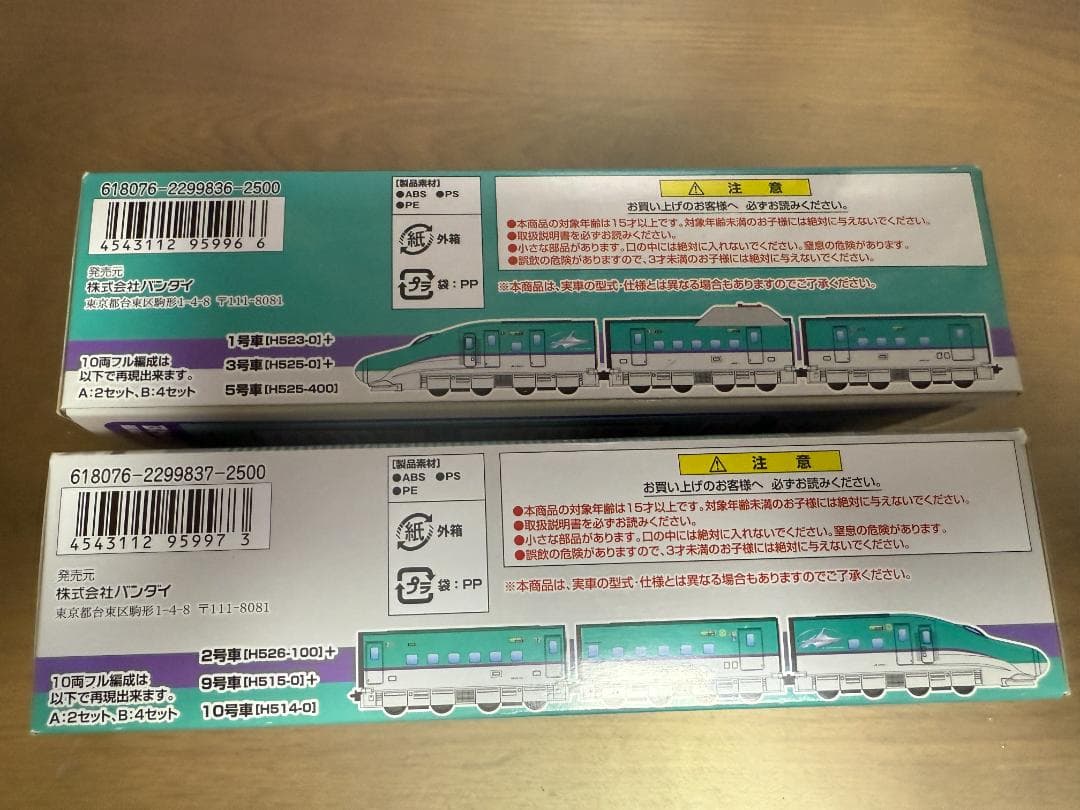 618076-2299836-2500
4543112 95996 6
発売元
株式会社バンダイ
東京都台東区駒形1-4-8 〒111-8081
10両フル編成は
以下で再現出来ます。
A:2セット、B:4セット
1号車[H523-0]+
3号車[H525-0]+
5号車[H525-400]
[製品素材]
●ABS ●PS
●PE
紙 外箱
プラ 袋:PP
⚠ 注意
お買い上げのお客様へ 必ずお読みください。
●本商品の対象年齢は15才以上です。対象年齢未満のお子様には絶対に与えないでください。
●取扱説明書を必ずお読みください。
●小さな部品があります。口の中には絶対に入れないでください。窒息の危険があります。
●誤飲の危険がありますので、3才未満のお子様には絶対に与えないでください。
※本商品は、実車の型式・仕様とは異なる場合もありますのでご了承ください。
618076-2299837-2500
4543112 95997 3
発売元
株式会社バンダイ
東京都台東区駒形1-4-8 〒111-8081
10両フル編成は
以下で再現出来ます。
A:2セット、B:4セット
2号車[H526-100]+
9号車[H515-0]+
10号車[H514-0]
[製品素材]
●ABS ●PS
●PE
紙 外箱
プラ 袋:PP
⚠ 注意
お買い上げのお客様へ 必ずお読みください。
●本商品の対象年齢は15才以上です。対象年齢未満のお子様には絶対に与えないでください。
●取扱説明書を必ずお読みください。
●小さな部品があります。口の中には絶対に入れないでください。窒息の危険があります。
●誤飲の危険がありますので、3才未満のお子様には絶対に与えないでください。
※本商品は、実車の型式・仕様とは異なる場合もありますのでご了承ください。